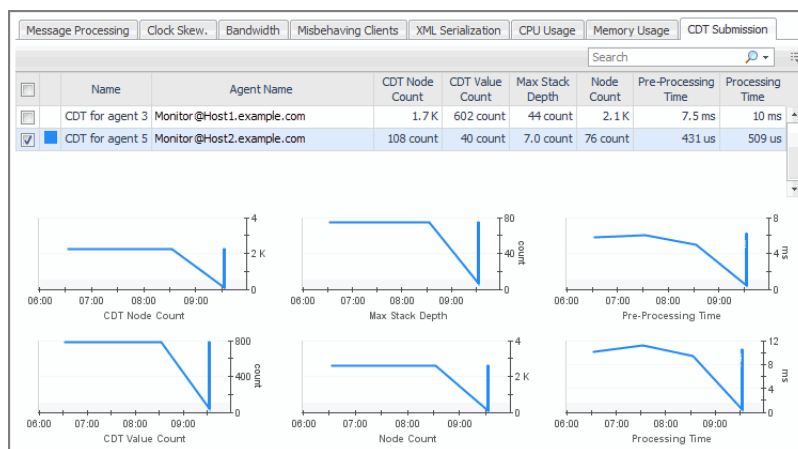 Message Processing Clock Skew. Bandwidth Misbehaving Clients XML Serialization CPU Usage Memory Usage CDT Submission
Search
Name Agent Name CDT Node Count CDT Value Count Max Stack Depth Node Count Pre-Processing Time Processing Time
CDT for agent 3 Monitor@Host1.example.com 1.7 K 602 count 44 count 2.1 K 7.5 ms 10 ms
CDT for agent 5 Monitor@Host2.example.com 108 count 40 count 7.0 count 76 count 431 us 509 us
4
2 K
0
06:00 07:00 08:00 09:00
CDT Node Count
80
40
0
count
06:00 07:00 08:00 09:00
Max Stack Depth
8
4
0
ms
06:00 07:00 08:00 09:00
Pre-Processing Time
800
400
0
count
06:00 07:00 08:00 09:00
CDT Value Count
4
2 K
0
06:00 07:00 08:00 09:00
Node Count
12
8
4
0
ms
06:00 07:00 08:00 09:00
Processing Time